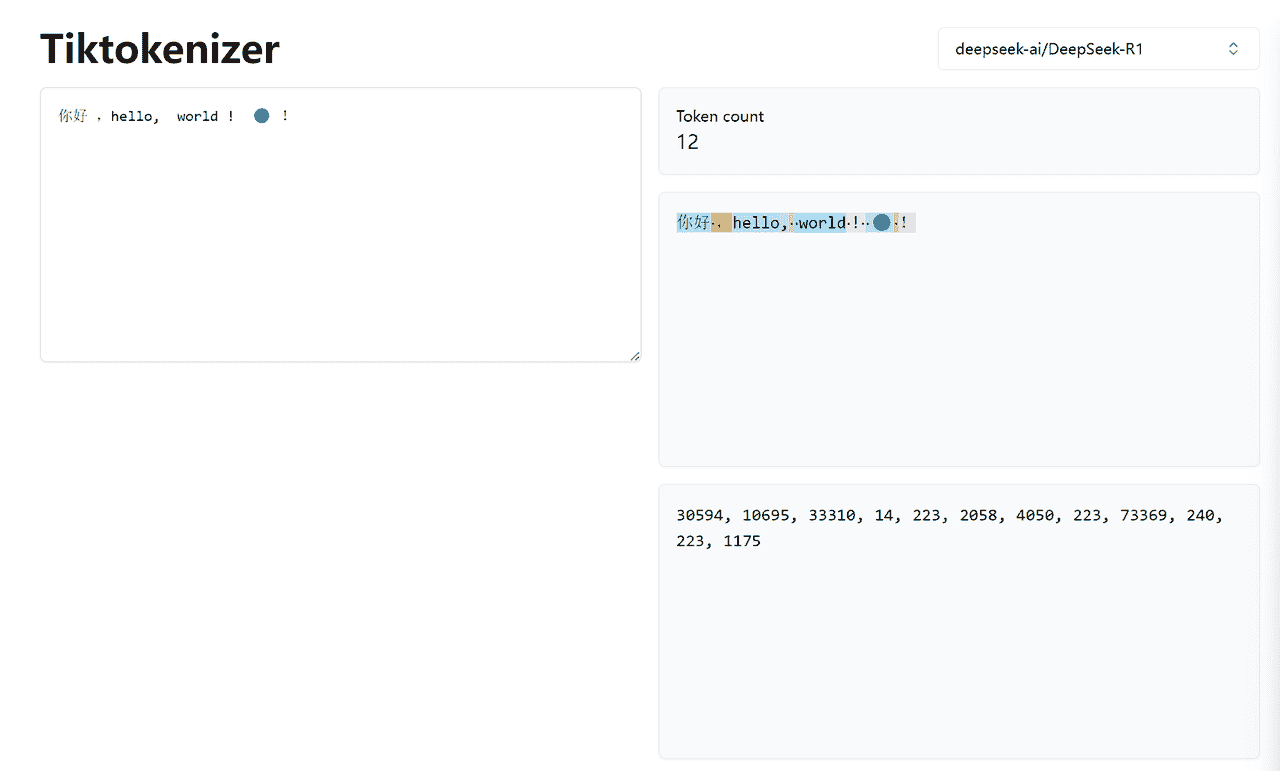 Tiktokenizer
deepseek-ai/DeepSeek-R1
你好 ，hello,  world !  🔵 !
Token count
12
你好·，hello,··world·!··🔵·!
30594, 10695, 33310, 14, 223, 2058, 4050, 223, 73369, 240,
223, 1175